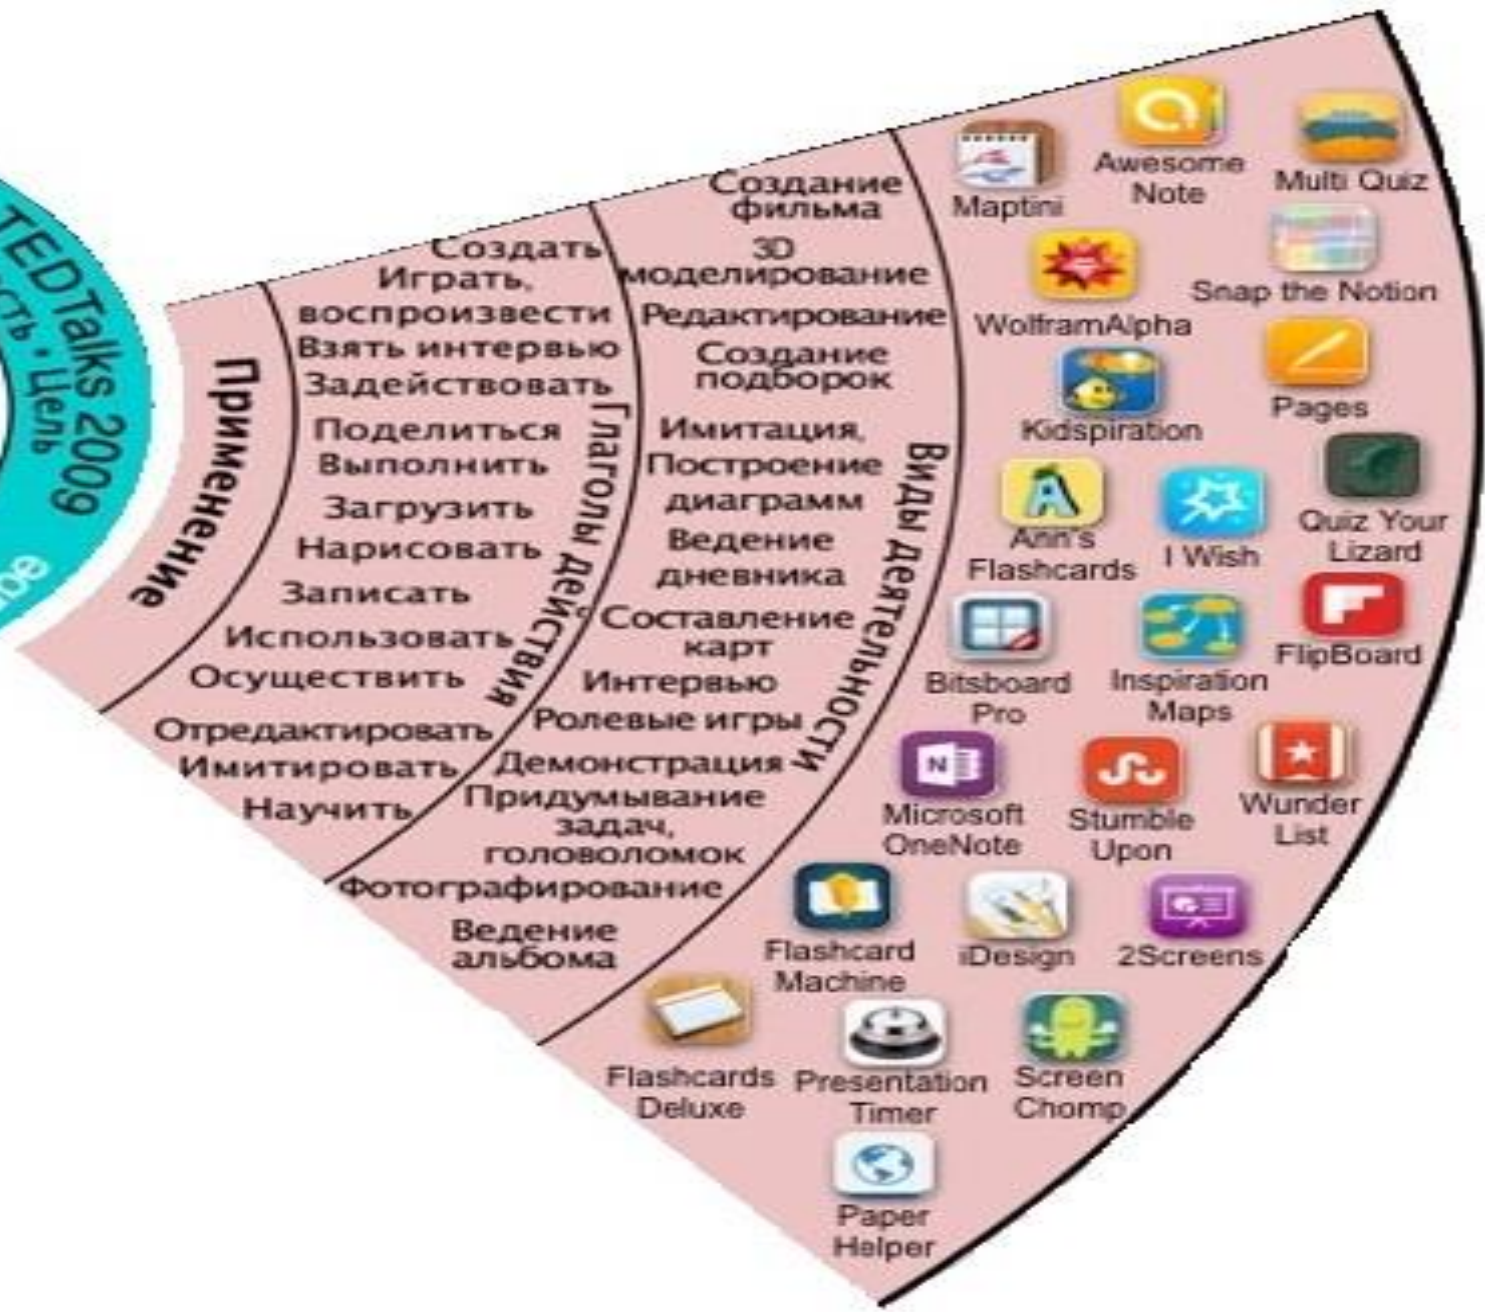 TEDTalks 2009
ость • Цель
Применение
Создать
Играть,
воспроизвести
Взять интервью
Задействовать
Поделиться
Выполнить
Загрузить
Нарисовать
Записать
Использовать
Осуществить
Отредактировать
Имитировать
Научить
Глаголы действия
Создание
фильма
3D
моделирование
Редактирование
Создание
подборок
Имитация,
Построение
диаграмм
Ведение
дневника
Составление
карт
Интервью
Ролевые игры
Демонстрация
Придумывание
задач,
головоломок
Фотографирование
Ведение
альбома
Виды деятельности
Maptini
Awesome
Note
Multi Quiz
Snap the Notion
WolframAlpha
Pages
Kidspiration
Ann's
Flashcards
I Wish
Quiz Your
Lizard
Bitsboard
Pro
Inspiration
Maps
FlipBoard
Microsoft
OneNote
Stumble
Upon
Wunder
List
Flashcard
Machine
iDesign
2Screens
Flashcards
Deluxe
Presentation
Timer
Screen
Chomp
Paper
Helper